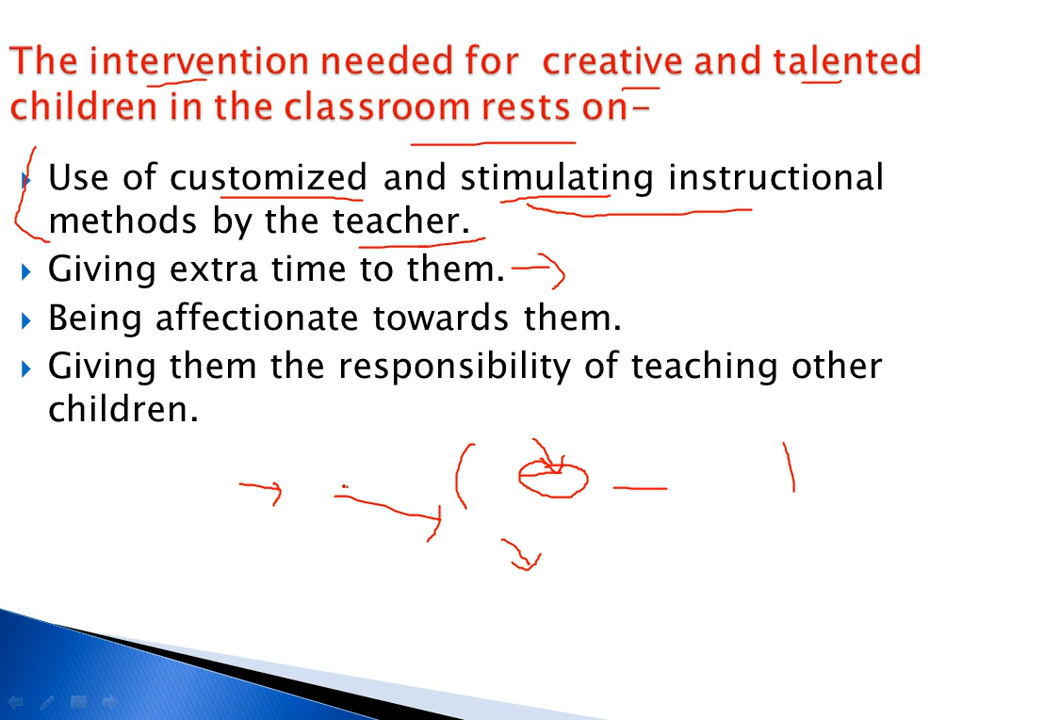 The intervention needed for creative and talented
children in the classroom rests on-
Use of customized and stimulating instructional
methods by the teacher.
Giving extra time to them.
Being affectionate towards them.
Giving them the responsibility of teaching other
children.